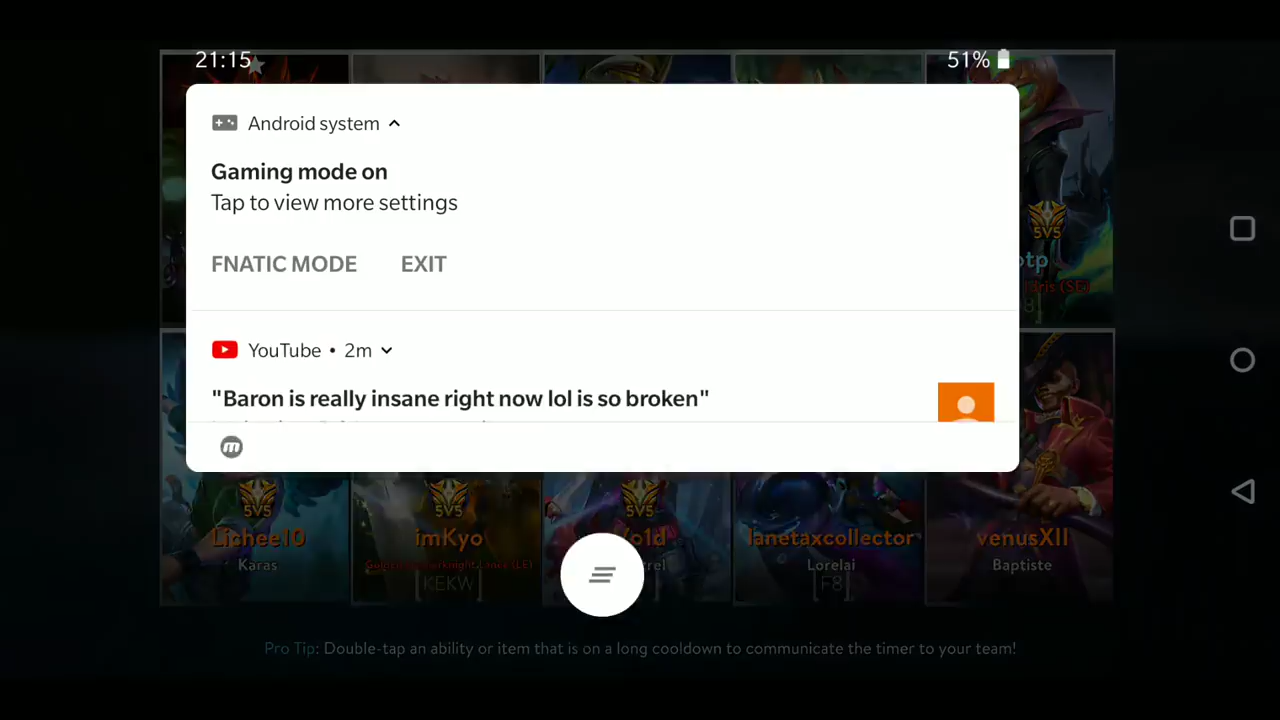 21:15
51%
Android system
Gaming mode on
Tap to view more settings
FNATIC MODE EXIT
YouTube • 2m
"Baron is really insane right now lol is so broken"
m
5V5
otp
8
5V5
5V5
5V5
Lichee10
imKyo
lanetaxcollector
venusXII
Karas
Lorelai
Baptiste
KEKW
[F8]
Pro Tip: Double-tap an ability or item that is on a long cooldown to communicate the timer to your team!